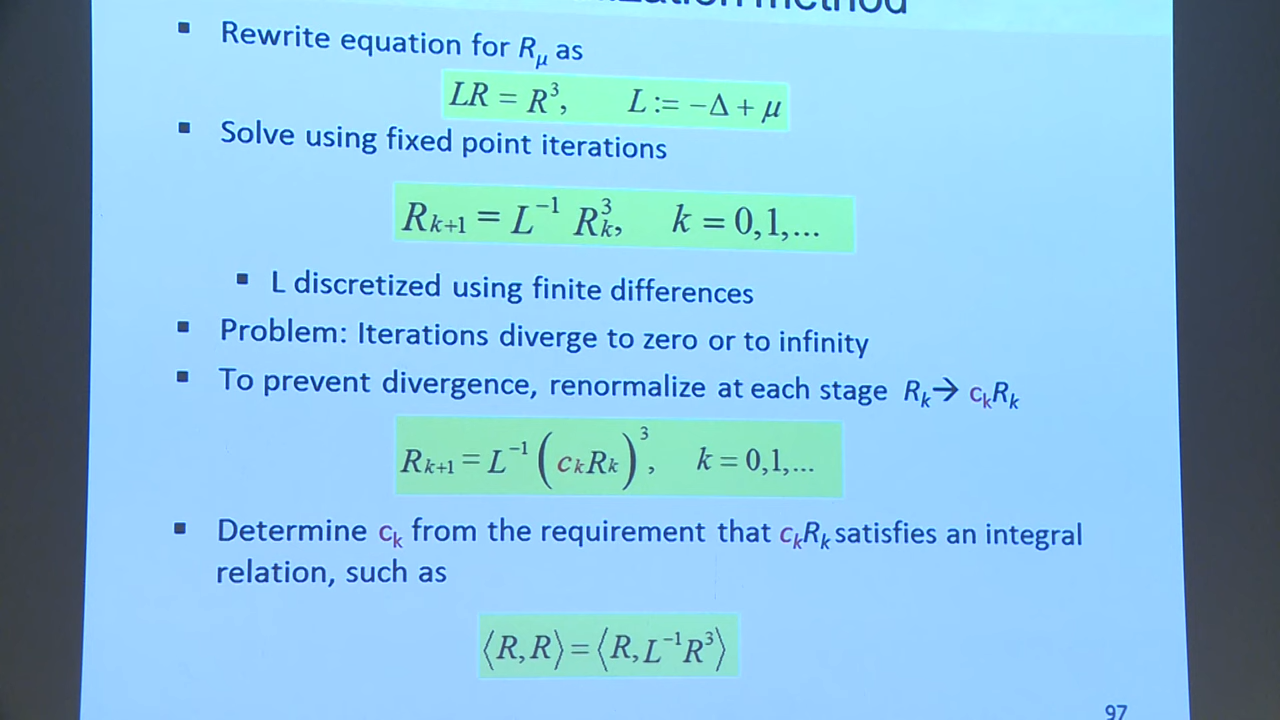 method
▪ Rewrite equation for R_μ as
LR = R³, L := −Δ + μ
▪ Solve using fixed point iterations
R_{k+1} = L⁻¹ R_k³, k = 0,1,...
▪ L discretized using finite differences
▪ Problem: Iterations diverge to zero or to infinity
▪ To prevent divergence, renormalize at each stage R_k → c_kR_k
R_{k+1} = L⁻¹ (c_kR_k)³, k = 0,1,...
▪ Determine c_k from the requirement that c_kR_k satisfies an integral
relation, such as
⟨R, R⟩ = ⟨R, L⁻¹R³⟩
97